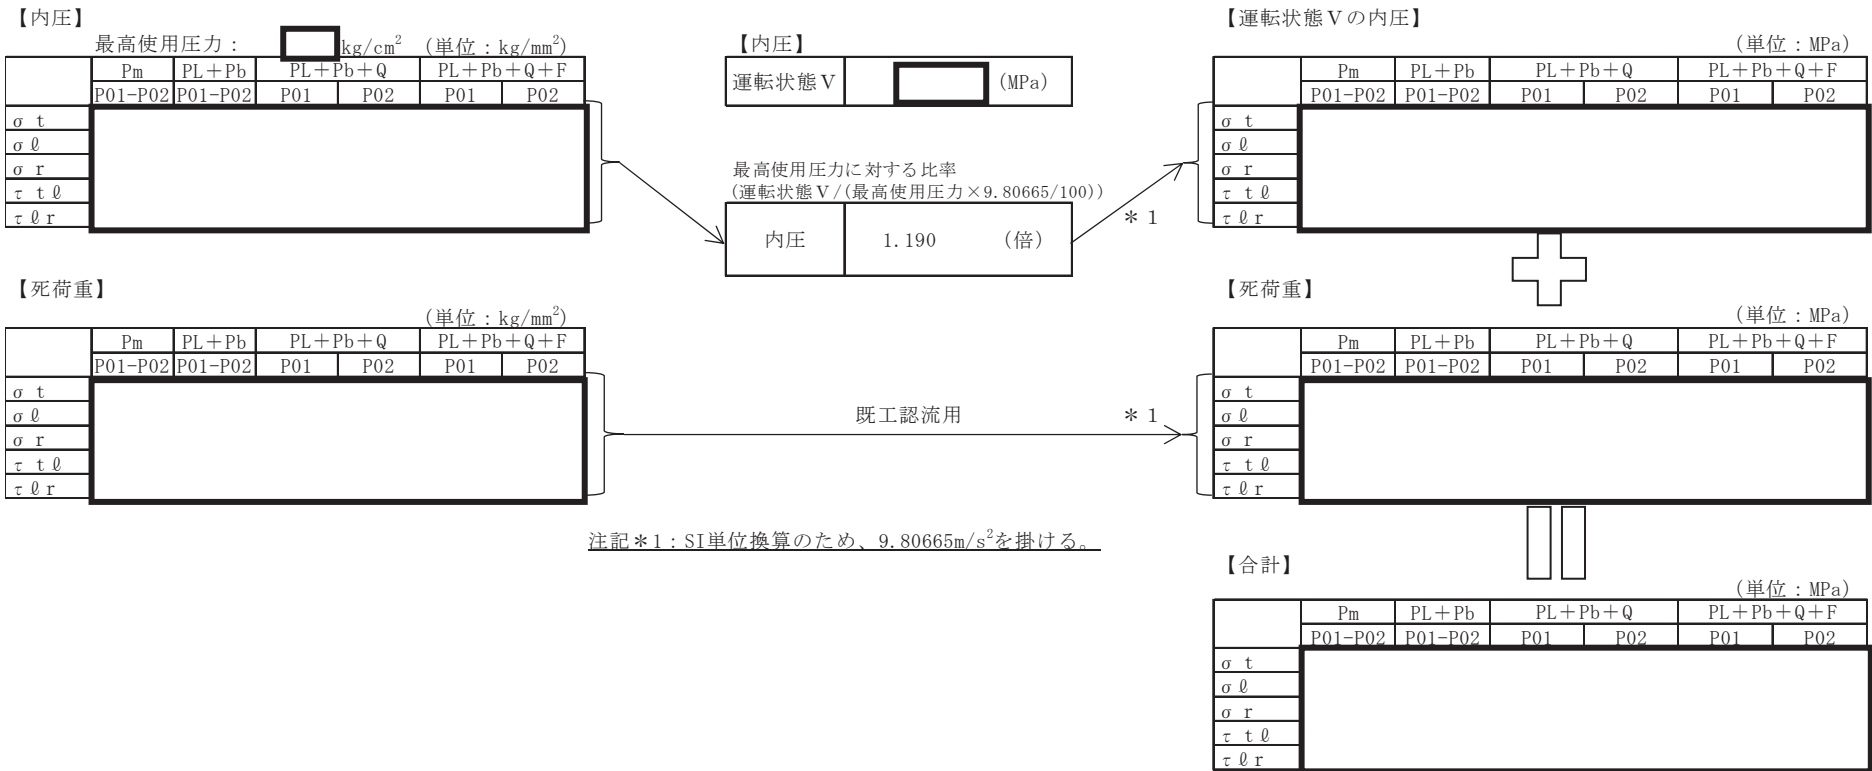 【内圧】
最高使用圧力： kg/cm² (単位：kg/mm²)
Pm PL＋Pb PL＋Pb＋Q PL＋Pb＋Q＋F
P01-P02 P01-P02 P01 P02 P01 P02
σ t
σ ℓ
σ r
τ t ℓ
τ ℓ r
【内圧】
運転状態Ⅴ (MPa)
最高使用圧力に対する比率
(運転状態Ⅴ/(最高使用圧力×9.80665/100))
内圧 1.190 (倍)
＊1
【運転状態Ⅴの内圧】
(単位：MPa)
Pm PL＋Pb PL＋Pb＋Q PL＋Pb＋Q＋F
P01-P02 P01-P02 P01 P02 P01 P02
σ t
σ ℓ
σ r
τ t ℓ
τ ℓ r
【死荷重】
(単位：kg/mm²)
Pm PL＋Pb PL＋Pb＋Q PL＋Pb＋Q＋F
P01-P02 P01-P02 P01 P02 P01 P02
σ t
σ ℓ
σ r
τ t ℓ
τ ℓ r
既工認流用 ＊1
【死荷重】
(単位：MPa)
Pm PL＋Pb PL＋Pb＋Q PL＋Pb＋Q＋F
P01-P02 P01-P02 P01 P02 P01 P02
σ t
σ ℓ
σ r
τ t ℓ
τ ℓ r
注記＊1：SI単位換算のため、9.80665m/s²を掛ける。
【合計】
(単位：MPa)
Pm PL＋Pb PL＋Pb＋Q PL＋Pb＋Q＋F
P01-P02 P01-P02 P01 P02 P01 P02
σ t
σ ℓ
σ r
τ t ℓ
τ ℓ r